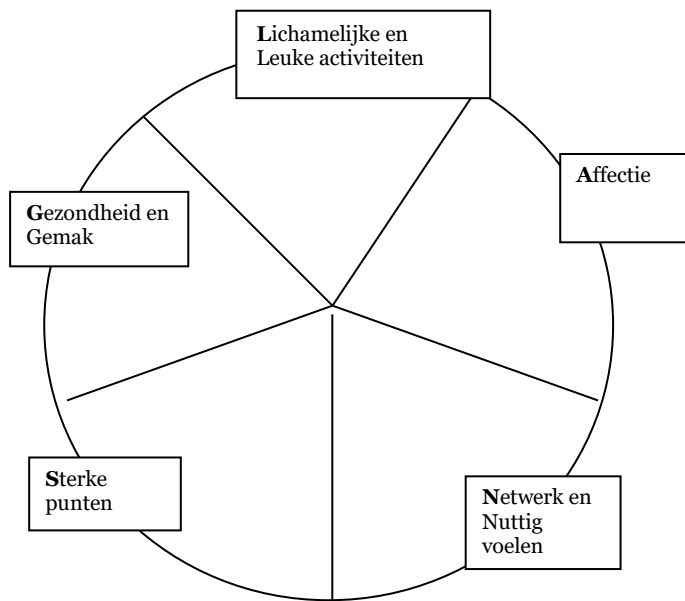 Lichamelijke en
Leuke activiteiten
Affectie
Gezondheid en
Gemak
Sterke
punten
Netwerk en
Nuttig
voelen